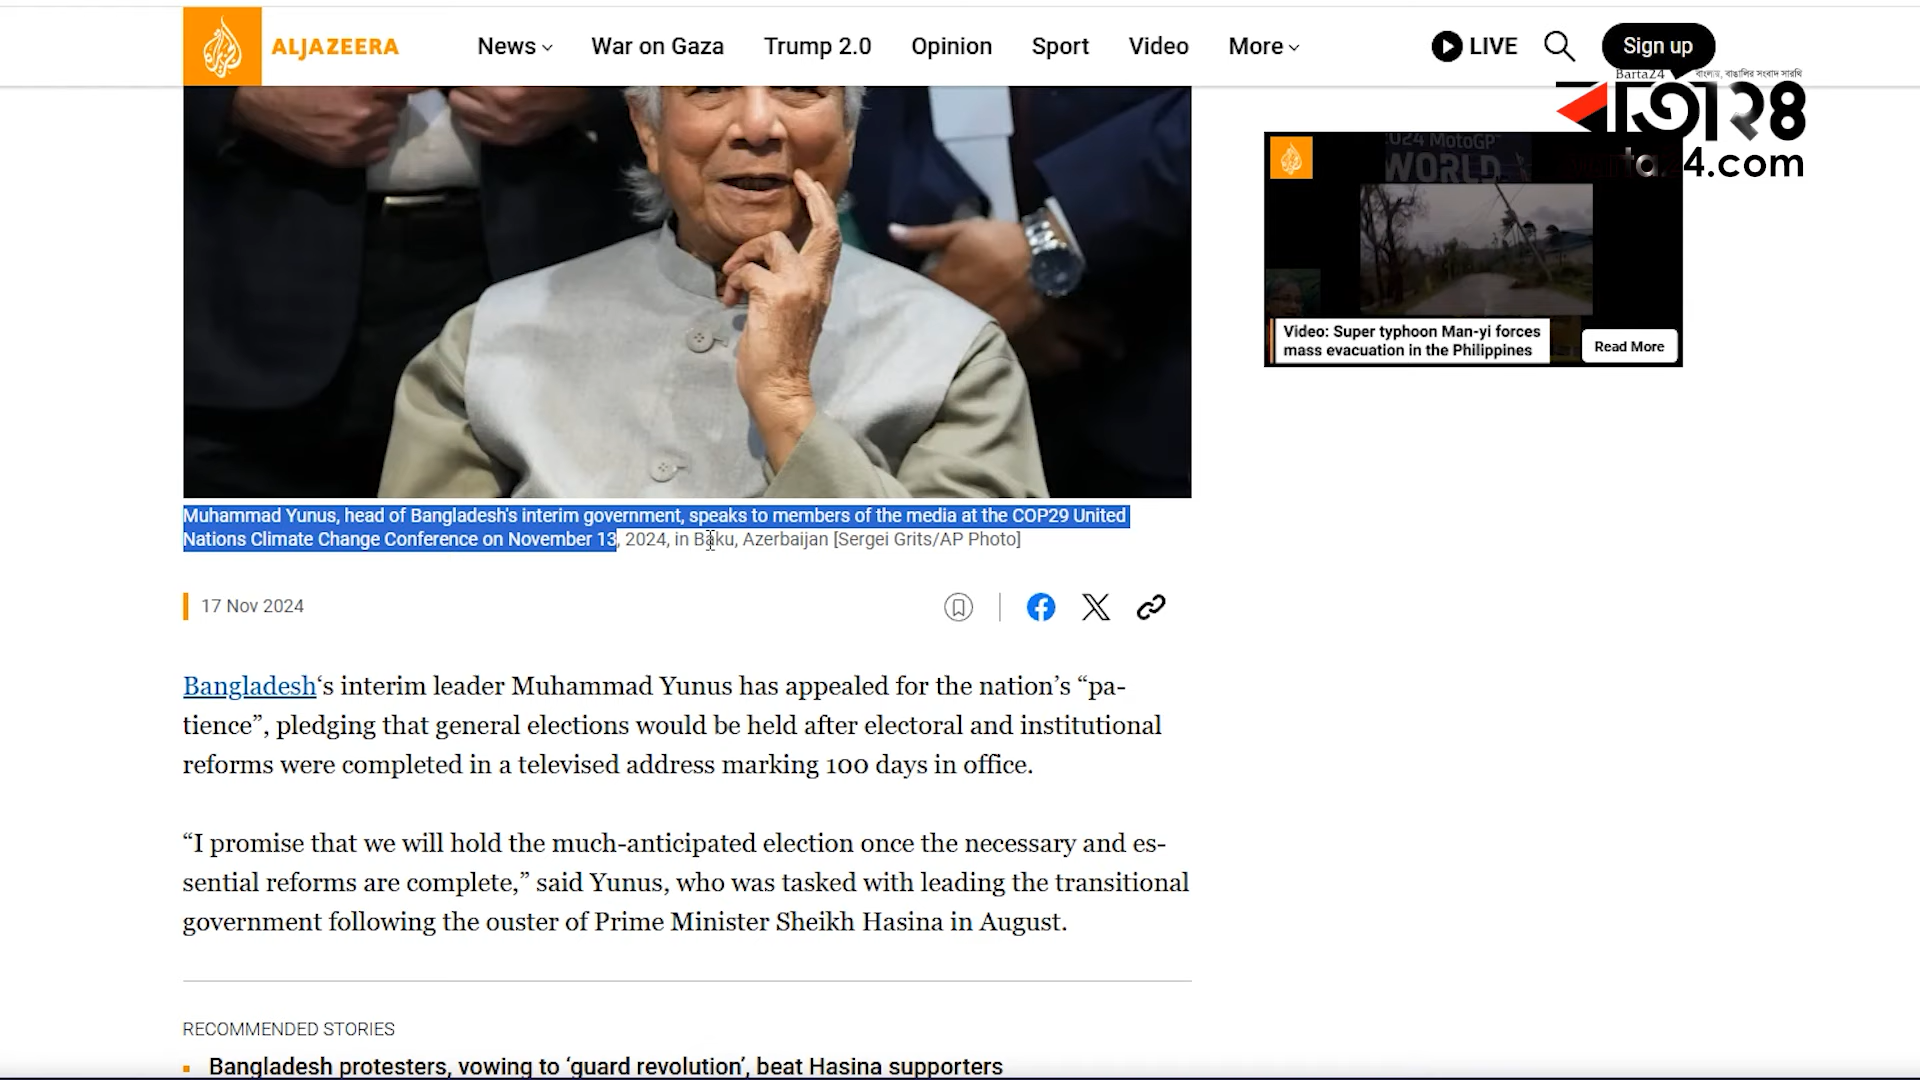 ALJAZEERA
News
War on Gaza
Trump 2.0
Opinion
Sport
Video
More
LIVE
Sign up
Barta24
বাংলায়, বাঙালির সংবাদ সারথি
বার্তা২৪
24.com
2024 MotoGP
WORLD
Video: Super typhoon Man-yi forces
mass evacuation in the Philippines
Read More
Muhammad Yunus, head of Bangladesh's interim government, speaks to members of the media at the COP29 United
Nations Climate Change Conference on November 13, 2024, in Baku, Azerbaijan [Sergei Grits/AP Photo]
17 Nov 2024
Bangladesh‘s interim leader Muhammad Yunus has appealed for the nation’s “pa-
tience”, pledging that general elections would be held after electoral and institutional
reforms were completed in a televised address marking 100 days in office.
“I promise that we will hold the much-anticipated election once the necessary and es-
sential reforms are complete,” said Yunus, who was tasked with leading the transitional
government following the ouster of Prime Minister Sheikh Hasina in August.
RECOMMENDED STORIES
Bangladesh protesters, vowing to ‘guard revolution’, beat Hasina supporters